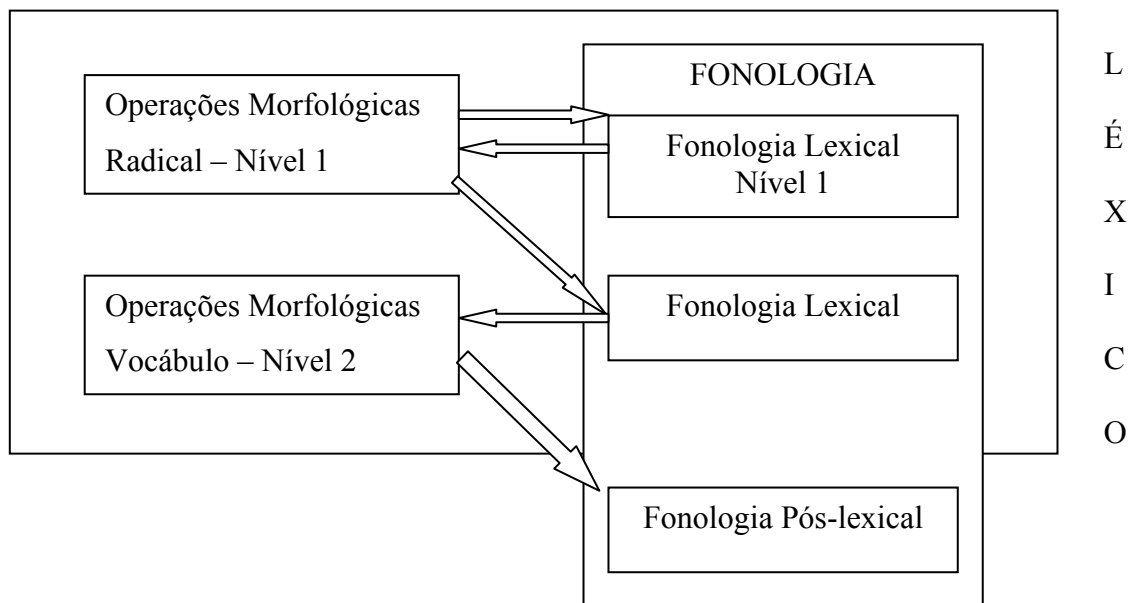 Operações Morfológicas
Radical – Nível 1
Operações Morfológicas
Vocábulo – Nível 2
FONOLOGIA
Fonologia Lexical
Nível 1
Fonologia Lexical
Fonologia Pós-lexical
L
É
X
I
C
O